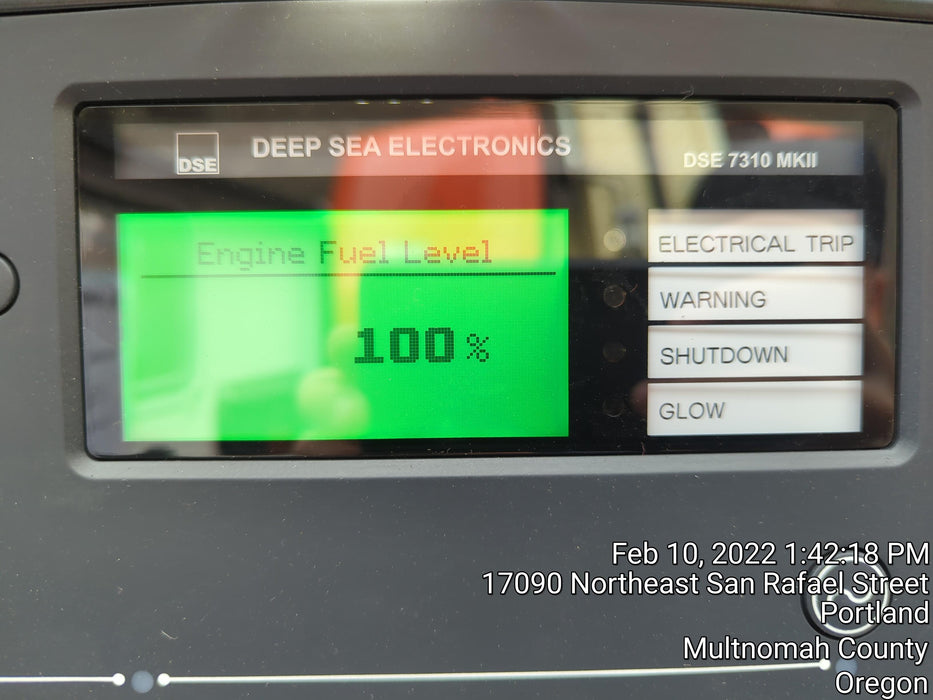 DSE
DEEP SEA ELECTRONICS
DSE 7310 MKII
Engine Fuel Level
100 %
ELECTRICAL TRIP
WARNING
SHUTDOWN
GLOW
Feb 10, 2022 1:42:18 PM
17090 Northeast San Rafael Street
Portland
Multnomah County
Oregon